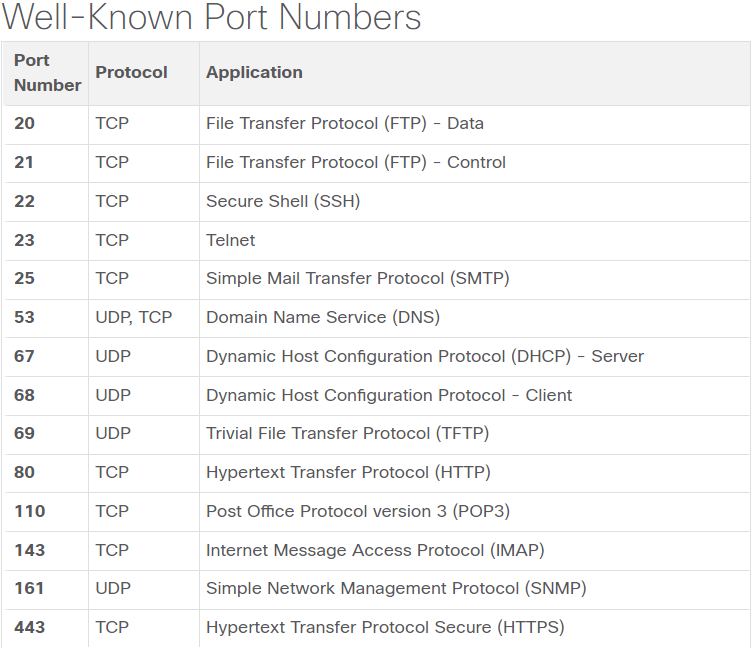 Well-Known Port Numbers
Port Number Protocol Application
20 TCP File Transfer Protocol (FTP) - Data
21 TCP File Transfer Protocol (FTP) - Control
22 TCP Secure Shell (SSH)
23 TCP Telnet
25 TCP Simple Mail Transfer Protocol (SMTP)
53 UDP, TCP Domain Name Service (DNS)
67 UDP Dynamic Host Configuration Protocol (DHCP) - Server
68 UDP Dynamic Host Configuration Protocol - Client
69 UDP Trivial File Transfer Protocol (TFTP)
80 TCP Hypertext Transfer Protocol (HTTP)
110 TCP Post Office Protocol version 3 (POP3)
143 TCP Internet Message Access Protocol (IMAP)
161 UDP Simple Network Management Protocol (SNMP)
443 TCP Hypertext Transfer Protocol Secure (HTTPS)